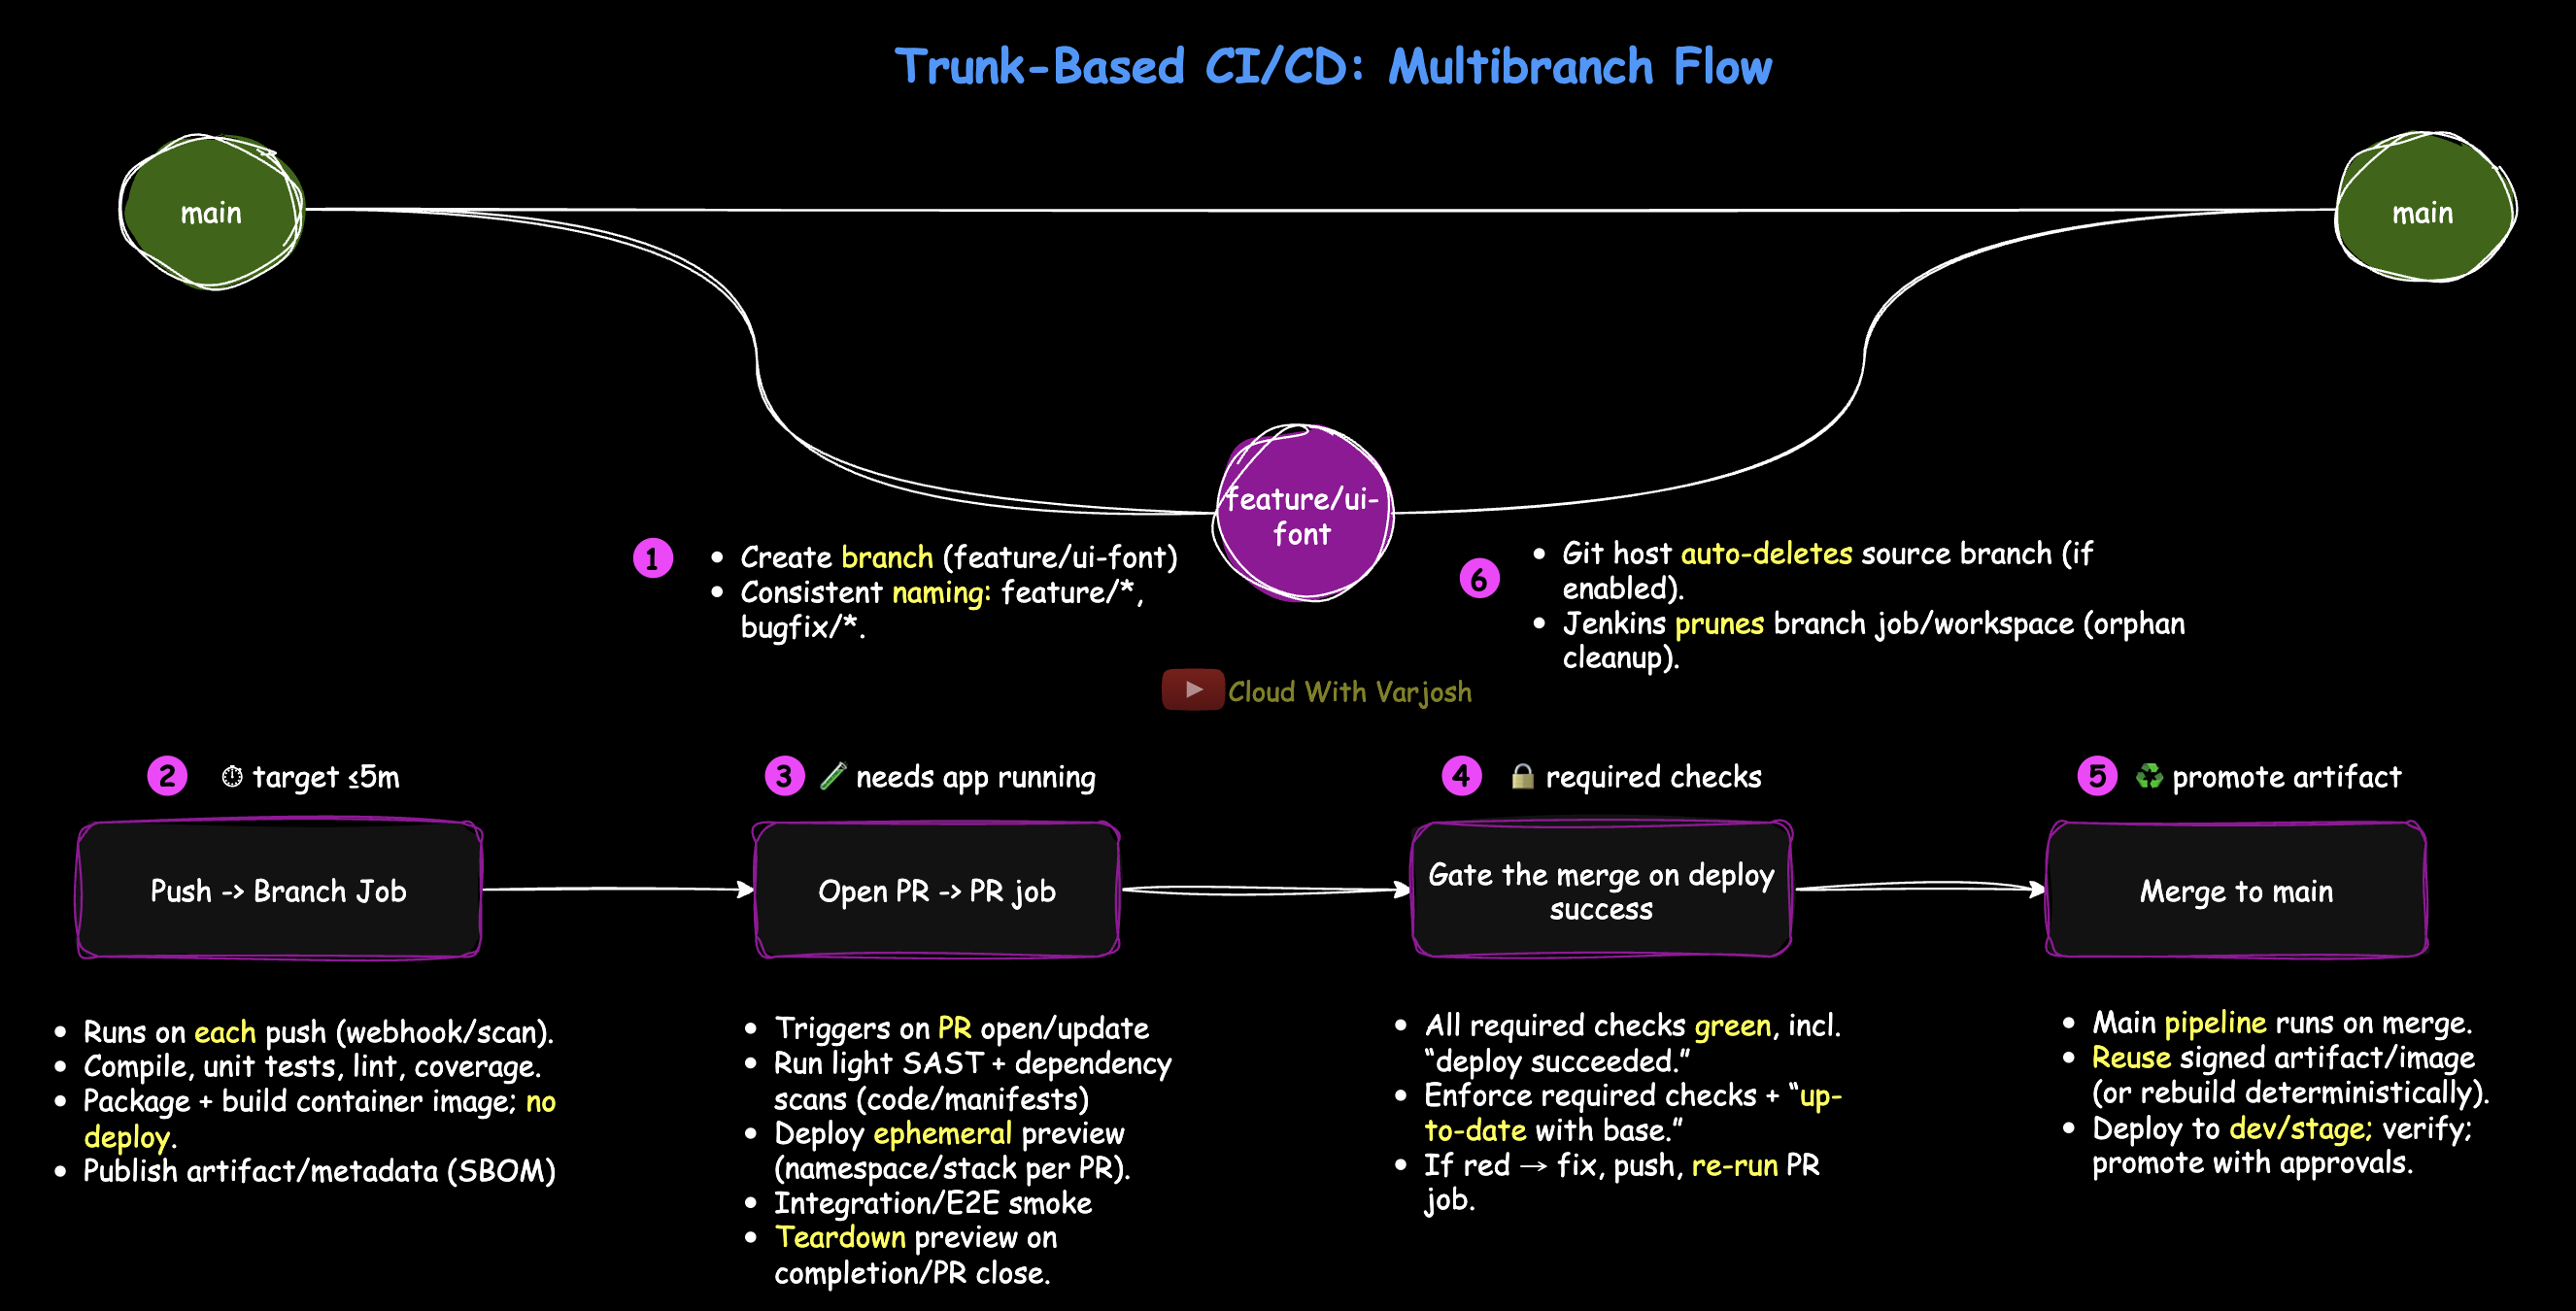 Trunk-Based CI/CD: Multibranch Flow
main
main
feature/ui-
font
1
• Create branch (feature/ui-font)
• Consistent naming: feature/*,
bugfix/*.
6
• Git host auto-deletes source branch (if
enabled).
• Jenkins prunes branch job/workspace (orphan
cleanup).
Cloud With Varjosh
2 ⏱ target ≤5m
Push -> Branch Job
• Runs on each push (webhook/scan).
• Compile, unit tests, lint, coverage.
• Package + build container image; no
deploy.
• Publish artifact/metadata (SBOM)
3 🧪 needs app running
Open PR -> PR job
• Triggers on PR open/update
• Run light SAST + dependency
scans (code/manifests)
• Deploy ephemeral preview
(namespace/stack per PR).
• Integration/E2E smoke
• Teardown preview on
completion/PR close.
4 🔒 required checks
Gate the merge on deploy
success
• All required checks green, incl.
“deploy succeeded.”
• Enforce required checks + “up-
to-date with base.”
• If red → fix, push, re-run PR
job.
5 ♻ promote artifact
Merge to main
• Main pipeline runs on merge.
• Reuse signed artifact/image
(or rebuild deterministically).
• Deploy to dev/stage; verify;
promote with approvals.